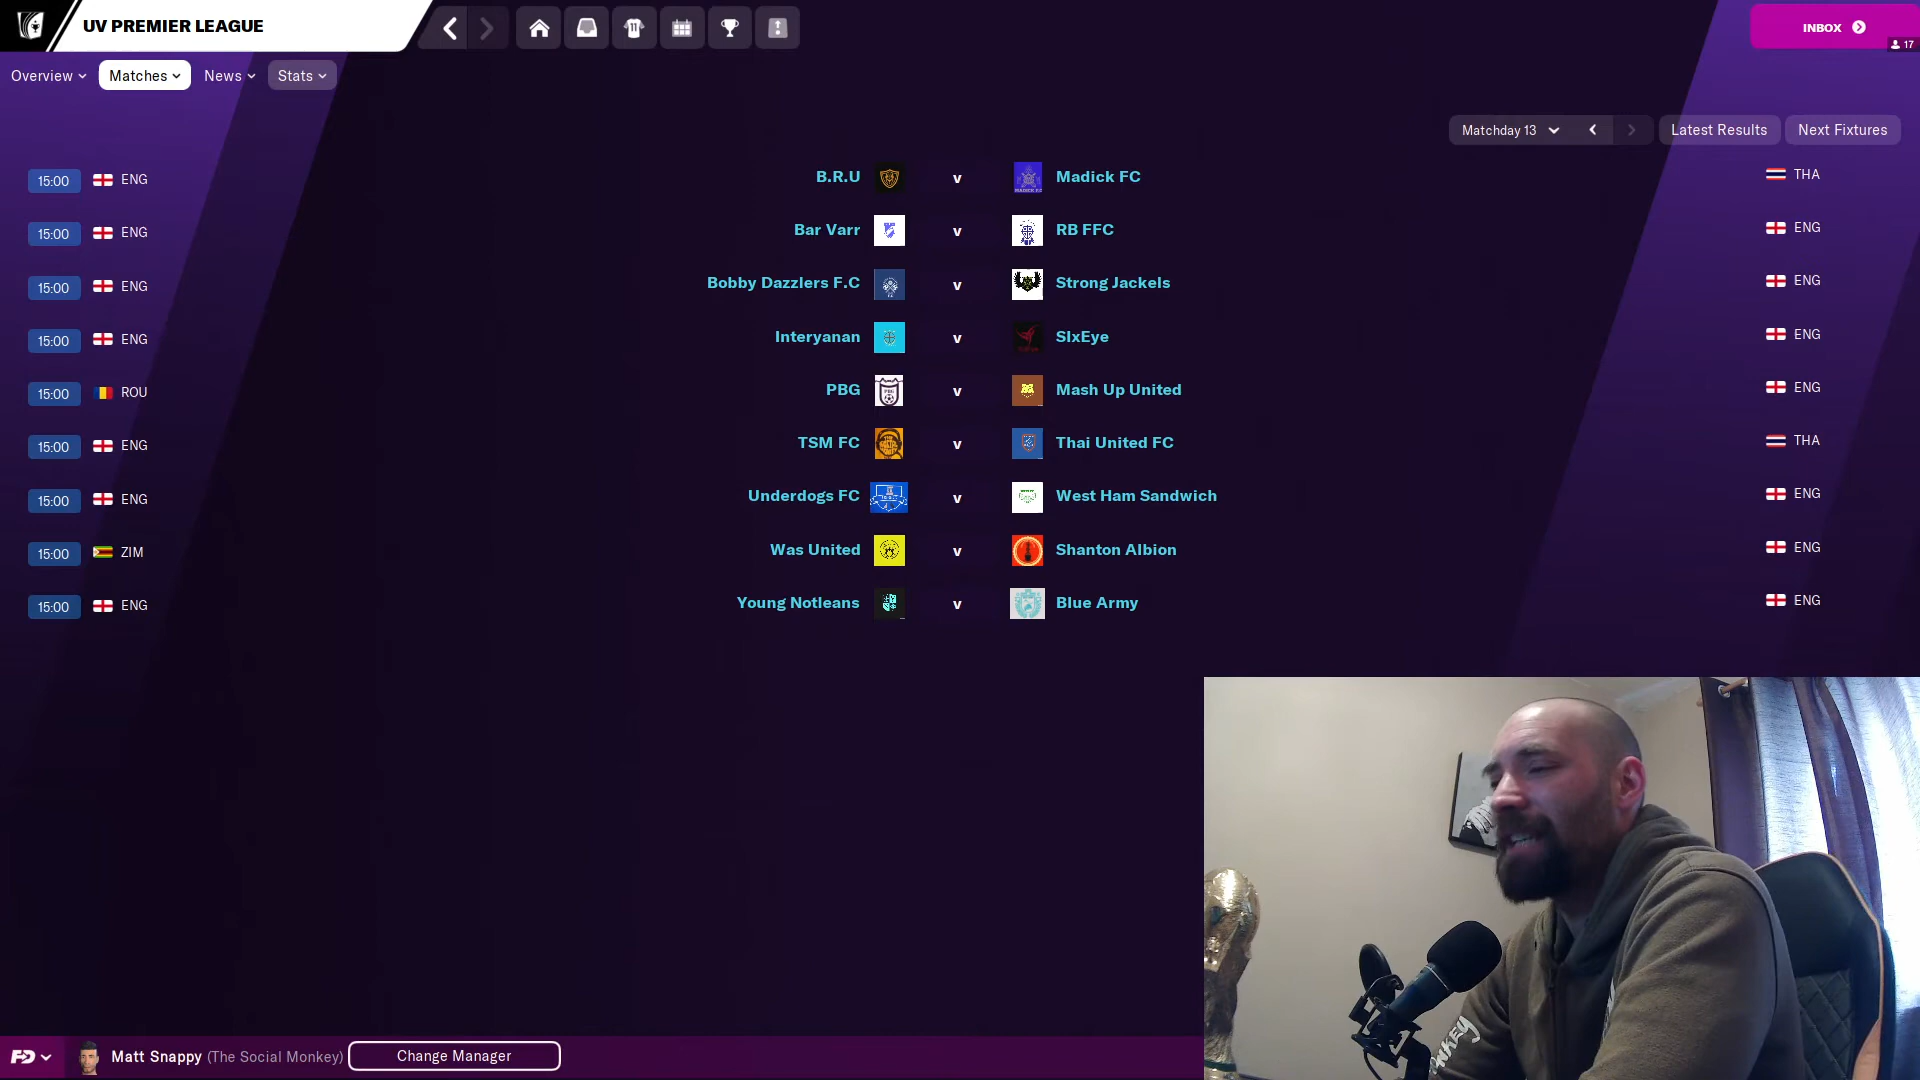 UV PREMIER LEAGUE
INBOX
17
Overview Matches News Stats
Matchday 13 Latest Results Next Fixtures
15:00 ENG B.R.U v Madick FC THA
15:00 ENG Bar Varr v RB FFC ENG
15:00 ENG Bobby Dazzlers F.C v Strong Jackels ENG
15:00 ENG Interyanan v SIxEye ENG
15:00 ROU PBG v Mash Up United ENG
15:00 ENG TSM FC v Thai United FC THA
15:00 ENG Underdogs FC v West Ham Sandwich ENG
15:00 ZIM Was United v Shanton Albion ENG
15:00 ENG Young Notleans v Blue Army ENG
FD Matt Snappy (The Social Monkey) Change Manager